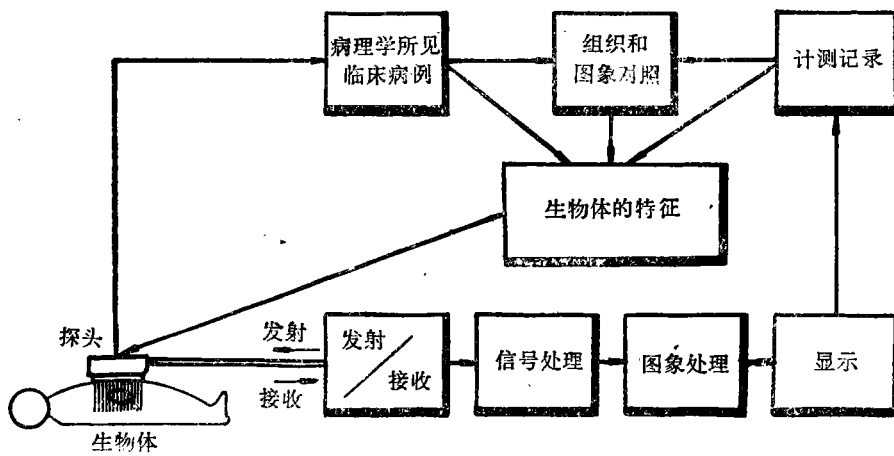 病理学所见
临床病例
组织和
图象对照
计测记录
生物体的特征
探头
发射
接收
发射
接收
信号处理
图象处理
显示
生物体